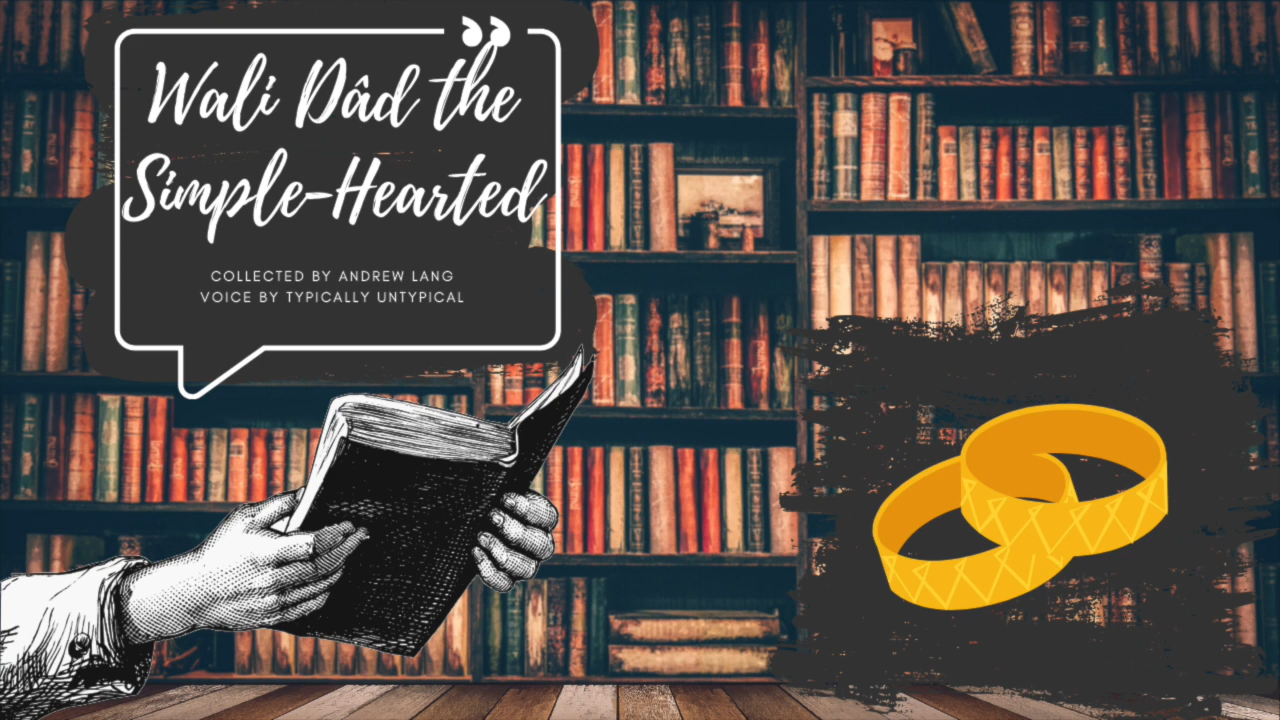 Wali Dâd the
Simple-Hearted
COLLECTED BY ANDREW LANG
VOICE BY TYPICALLY UNTYPICAL